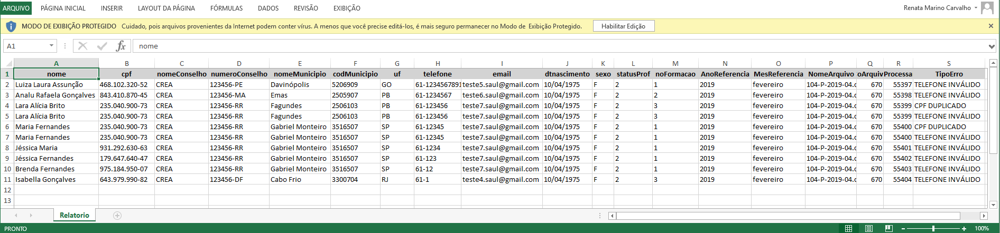 ARQUIVO PÁGINA INICIAL INSERIR LAYOUT DA PÁGINA FÓRMULAS DADOS REVISÃO EXIBIÇÃO Renata Marino Carvalho
MODO DE EXIBIÇÃO PROTEGIDO Cuidado, pois arquivos provenientes da Internet podem conter vírus. A menos que você precise editá-los, é mais seguro permanecer no Modo de Exibição Protegido. Habilitar Edição
A1 fx nome
A B C D E F G H I J K L M N O P Q R S
1 nome cpf nomeConselho numeroConselho nomeMunicipio codMunicipio uf telefone email dtnascimento sexo statusProf noFormacao AnoReferencia MesReferencia NomeArquivo oArquiv Processa TipoErro
2 Luiza Laura Assunção 468.102.320-52 CREA 123456-PE Davinópolis 5206909 GO 61-1234567891 teste5.saul@gmail.com 10/04/1975 F 2 1 2019 fevereiro 104-P-2019-04.c 670 55397 TELEFONE INVÁLIDO
3 Analu Rafaela Gonçalves 843.410.870-45 CREA 123456-MA Emas 2505907 PB 61-1234567 teste6.saul@gmail.com 10/04/1975 F 2 2 2019 fevereiro 104-P-2019-04.c 670 55398 TELEFONE INVÁLIDO
4 Lara Alícia Brito 235.040.900-73 CREA 123456-RR Fagundes 2506103 PB 61-123456 teste7.saul@gmail.com 10/04/1975 F 2 3 2019 fevereiro 104-P-2019-04.c 670 55399 CPF DUPLICADO
5 Lara Alícia Brito 235.040.900-73 CREA 123456-RR Fagundes 2506103 PB 61-123456 teste7.saul@gmail.com 10/04/1975 F 2 3 2019 fevereiro 104-P-2019-04.c 670 55399 TELEFONE INVÁLIDO
6 Maria Fernandes 235.040.900-73 CREA 123456-RR Gabriel Monteiro 3516507 SP 61-12345 teste7.saul@gmail.com 10/04/1975 F 2 1 2019 fevereiro 104-P-2019-04.c 670 55400 CPF DUPLICADO
7 Maria Fernandes 235.040.900-73 CREA 123456-RR Gabriel Monteiro 3516507 SP 61-12345 teste7.saul@gmail.com 10/04/1975 F 2 1 2019 fevereiro 104-P-2019-04.c 670 55400 TELEFONE INVÁLIDO
8 Jéssica Maria 931.292.630-63 CREA 123456-RR Gabriel Monteiro 3516507 SP 61-1234 teste7.saul@gmail.com 10/04/1975 F 2 1 2019 fevereiro 104-P-2019-04.c 670 55401 TELEFONE INVÁLIDO
9 Jéssica Fernandes 179.647.640-47 CREA 123456-RR Gabriel Monteiro 3516507 SP 61-123 teste7.saul@gmail.com 10/04/1975 F 2 1 2019 fevereiro 104-P-2019-04.c 670 55402 TELEFONE INVÁLIDO
10 Brenda Fernandes 975.184.950-07 CREA 123456-RR Gabriel Monteiro 3516507 SP 61-12 teste7.saul@gmail.com 10/04/1975 F 2 1 2019 fevereiro 104-P-2019-04.c 670 55403 TELEFONE INVÁLIDO
11 Isabella Gonçalves 643.979.990-82 CREA 123456-DF Cabo Frio 3300704 RJ 61-1 teste4.saul@gmail.com 10/04/1975 F 2 3 2019 fevereiro 104-P-2019-04.c 670 55404 TELEFONE INVÁLIDO
12
13
Relatorio
PRONTO 100%